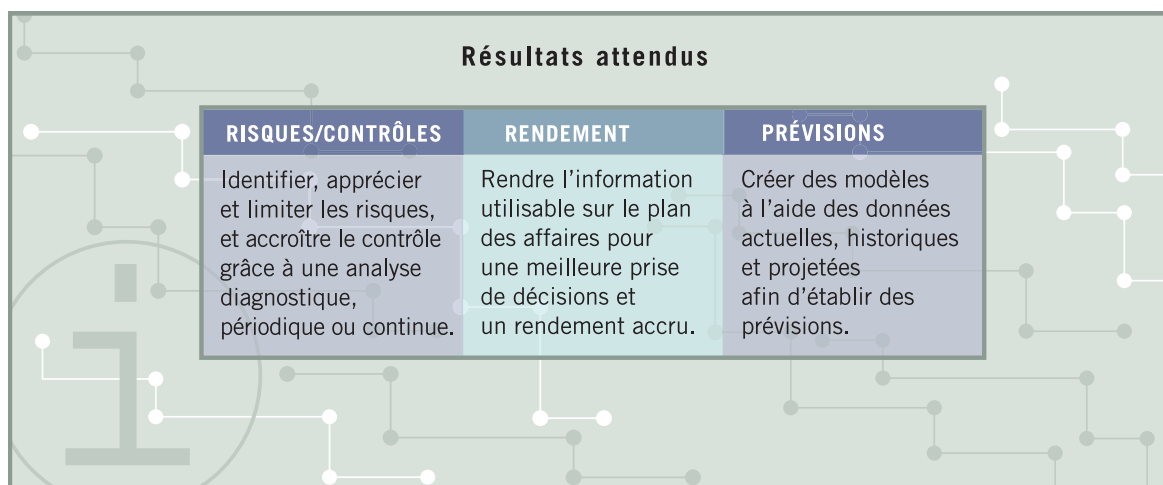 Résultats attendus
RISQUES/CONTRÔLES
Identifier, apprécier
et limiter les risques,
et accroître le contrôle
grâce à une analyse
diagnostique,
périodique ou continue.
RENDEMENT
Rendre l’information
utilisable sur le plan
des affaires pour
une meilleure prise
de décisions et
un rendement accru.
PRÉVISIONS
Créer des modèles
à l’aide des données
actuelles, historiques
et projetées
afin d’établir des
prévisions.